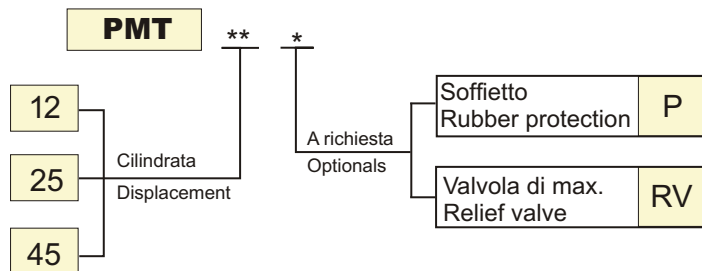 PMT ** *
12
25
45
Cilindrata
Displacement
A richiesta
Optionals
Soffietto
Rubber protection
P
Valvola di max.
Relief valve
RV